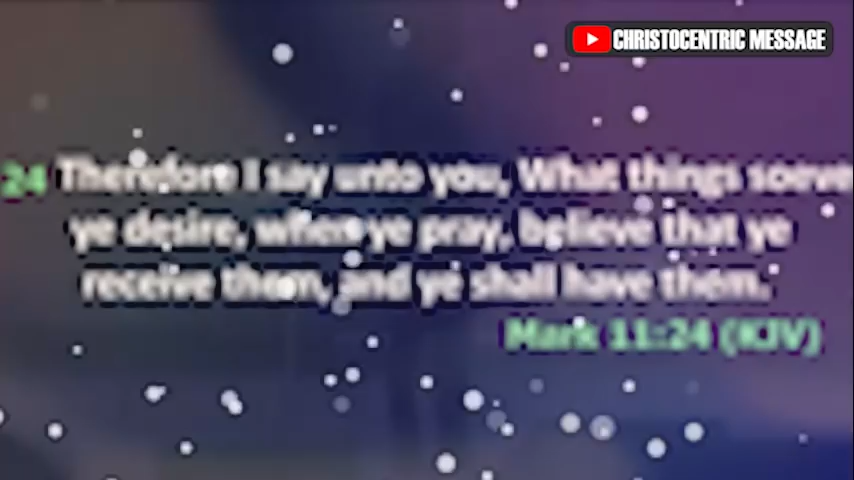 CHRISTOCENTRIC MESSAGE
24 Therefore I say unto you, What things soeve
ye desire, when ye pray, believe that ye
receive them, and ye shall have them.
Mark 11:24 (KJV)